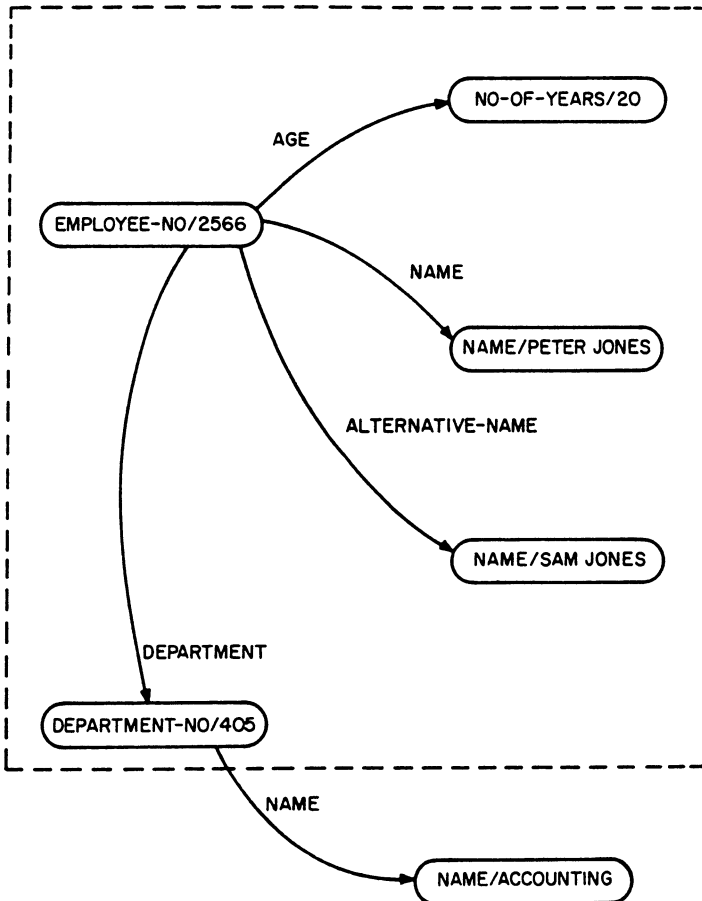 NO-OF-YEARS/20
AGE
EMPLOYEE-NO/2566
NAME
NAME/PETER JONES
ALTERNATIVE-NAME
NAME/SAM JONES
DEPARTMENT
DEPARTMENT-NO/405
NAME
NAME/ACCOUNTING